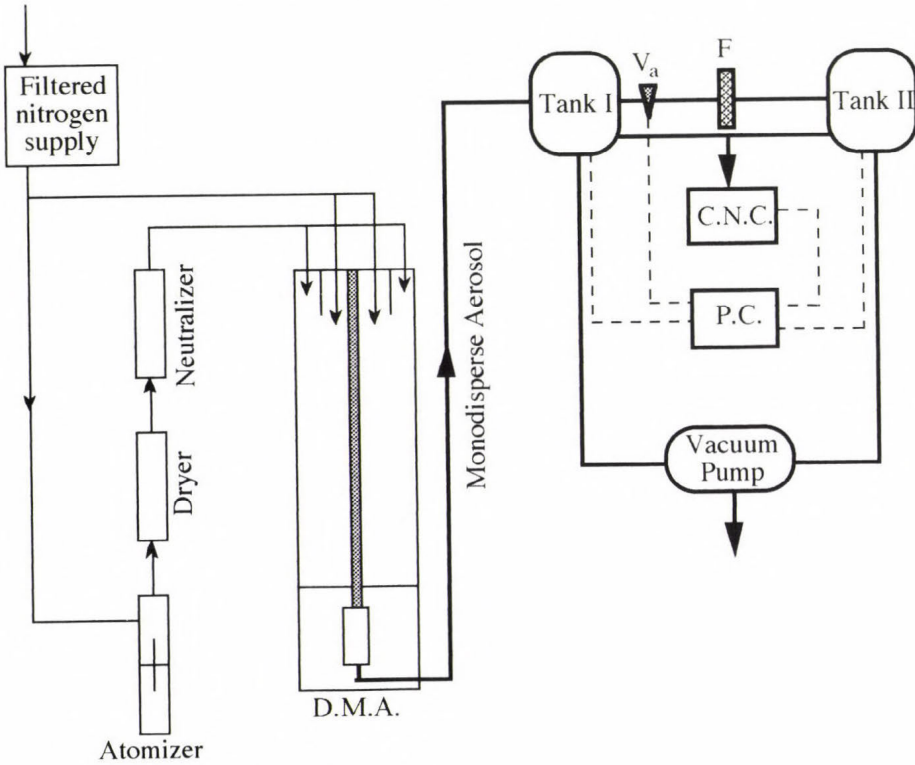 Filtered
nitrogen
supply
Neutralizer
Dryer
Atomizer
D.M.A.
Monodisperse Aerosol
Tank I
Va
F
Tank II
C.N.C.
P.C.
Vacuum
Pump